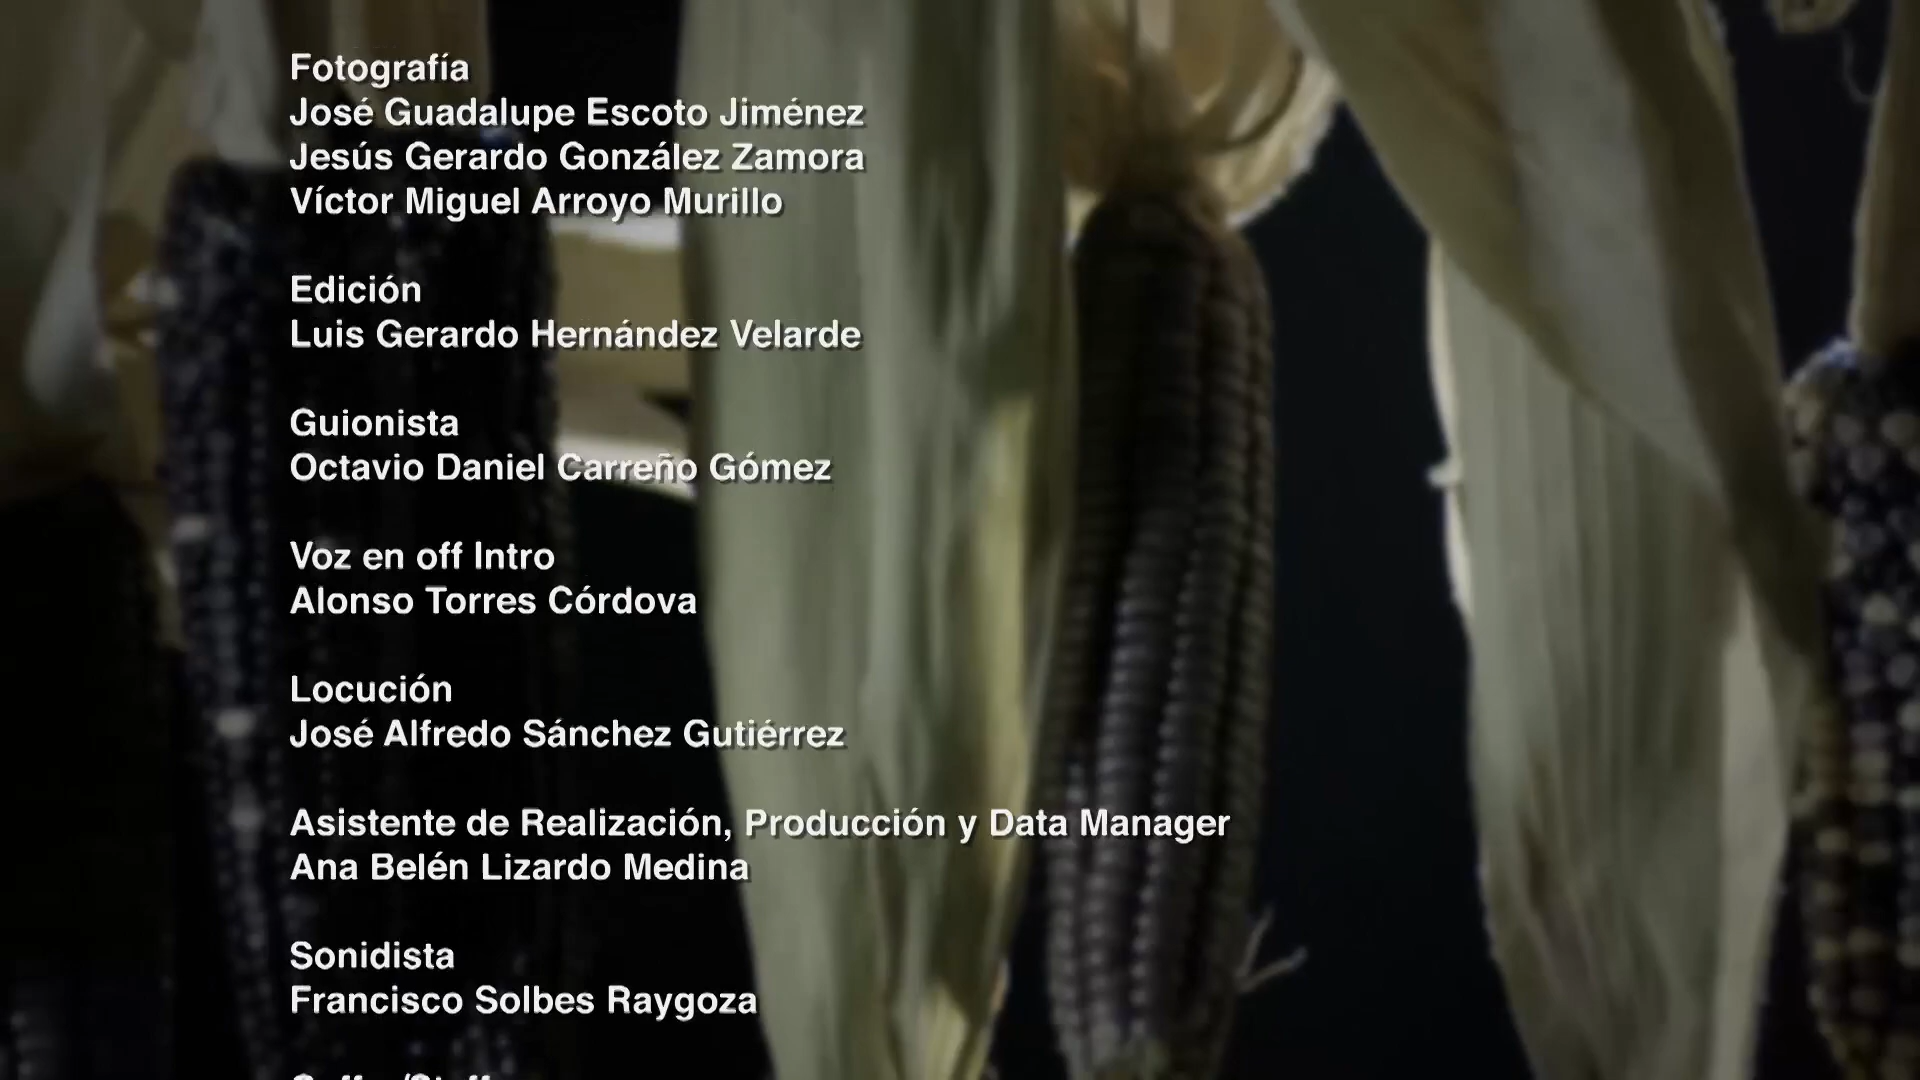 Fotografía
José Guadalupe Escoto Jiménez
Jesús Gerardo González Zamora
Víctor Miguel Arroyo Murillo
Edición
Luis Gerardo Hernández Velarde
Guionista
Octavio Daniel Carreño Gómez
Voz en off Intro
Alonso Torres Córdova
Locución
José Alfredo Sánchez Gutiérrez
Asistente de Realización, Producción y Data Manager
Ana Belén Lizardo Medina
Sonidista
Francisco Solbes Raygoza